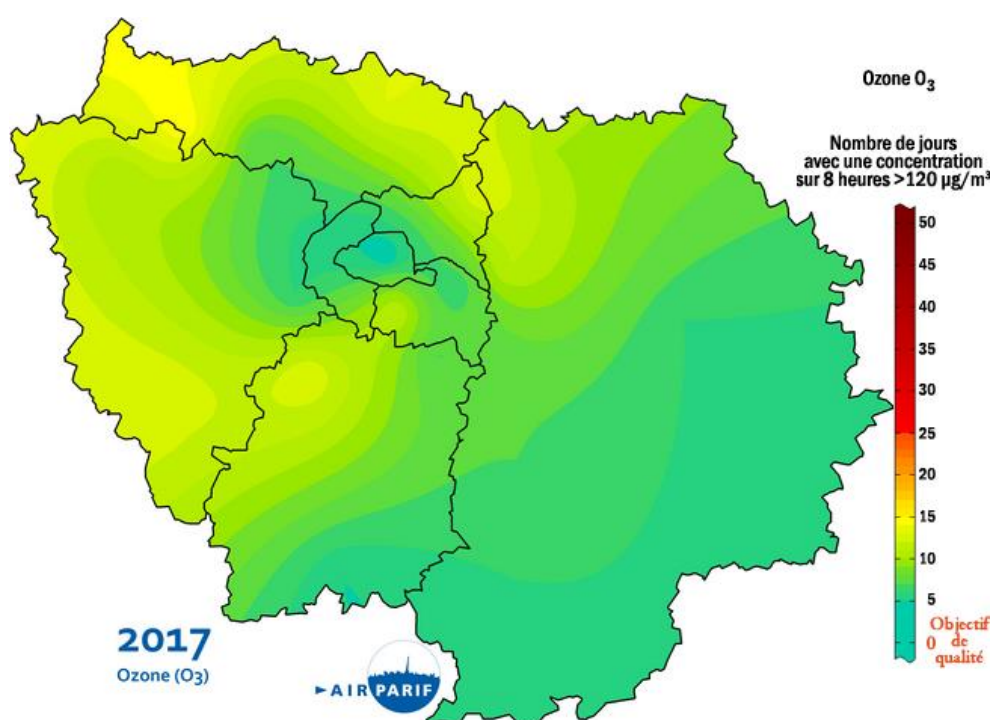 Ozone O₃
Nombre de jours
avec une concentration
sur 8 heures >120 µg/m³
50
45
40
35
30
25
20
15
10
5
0
Objectif
de
qualité
2017
Ozone (O3)
AIRPARIF